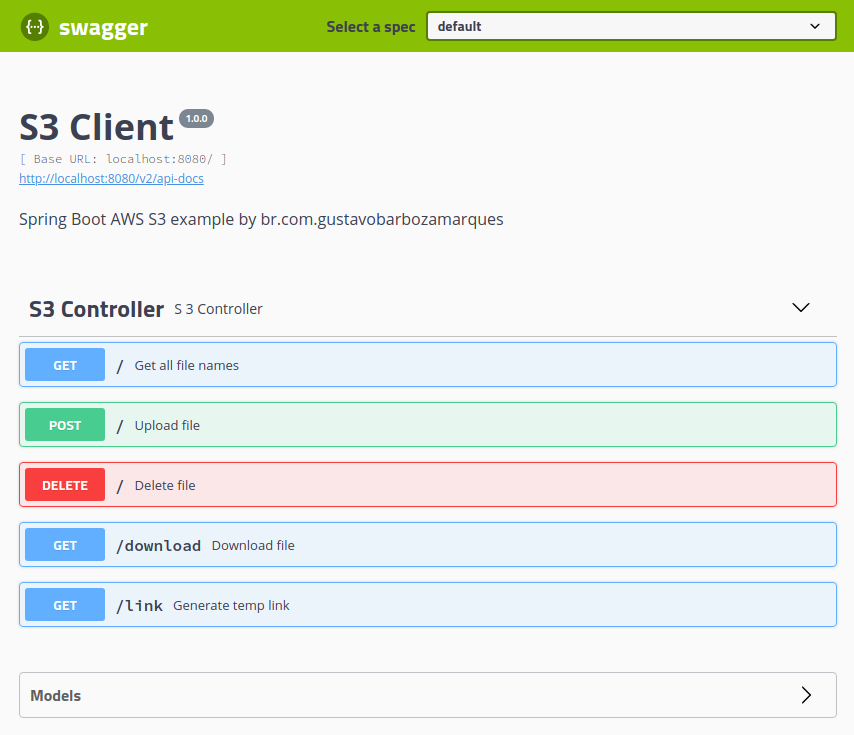 {···} swagger Select a spec default
S3 Client 1.0.0
[ Base URL: localhost:8080/ ]
http://localhost:8080/v2/api-docs
Spring Boot AWS S3 example by br.com.gustavobarbozamarques
S3 Controller S 3 Controller
GET / Get all file names
POST / Upload file
DELETE / Delete file
GET /download Download file
GET /link Generate temp link
Models